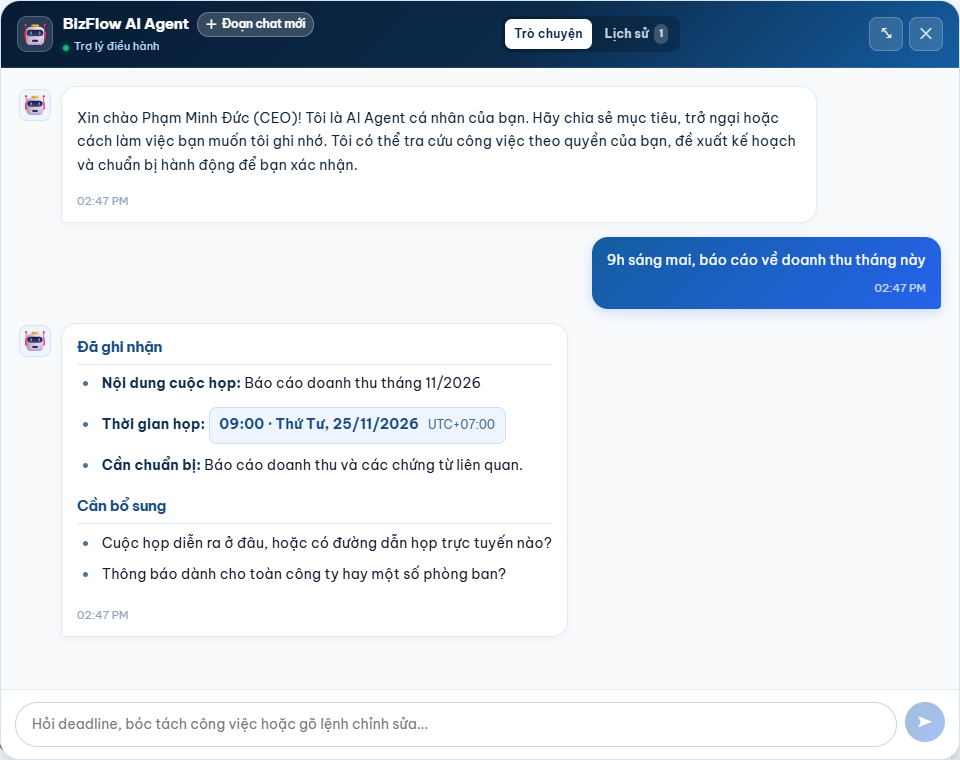 BizFlow AI Agent
+ Đoạn chat mới
Trợ lý điều hành
Trò chuyện
Lịch sử 1
Xin chào Phạm Minh Đức (CEO)! Tôi là AI Agent cá nhân của bạn. Hãy chia sẻ mục tiêu, trở ngại hoặc
cách làm việc bạn muốn tôi ghi nhớ. Tôi có thể tra cứu công việc theo quyền của bạn, đề xuất kế hoạch
và chuẩn bị hành động để bạn xác nhận.
02:47 PM
9h sáng mai, báo cáo về doanh thu tháng này
02:47 PM
Đã ghi nhận
• Nội dung cuộc họp: Báo cáo doanh thu tháng 11/2026
• Thời gian họp: 09:00 · Thứ Tư, 25/11/2026 UTC+07:00
• Cần chuẩn bị: Báo cáo doanh thu và các chứng từ liên quan.
Cần bổ sung
• Cuộc họp diễn ra ở đâu, hoặc có đường dẫn họp trực tuyến nào?
• Thông báo dành cho toàn công ty hay một số phòng ban?
02:47 PM
Hỏi deadline, bóc tách công việc hoặc gõ lệnh chỉnh sửa...